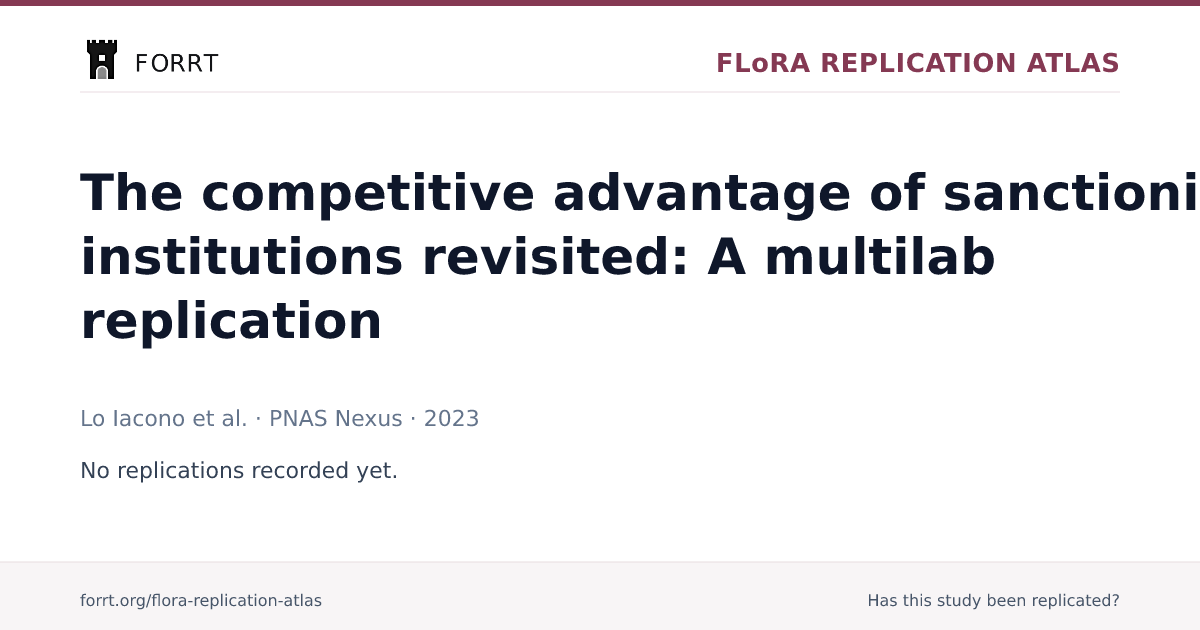 FORRT
FLoRA REPLICATION ATLAS
The competitive advantage of sanctioni
institutions revisited: A multilab
replication
Lo Iacono et al. · PNAS Nexus · 2023
No replications recorded yet.
forrt.org/flora-replication-atlas
Has this study been replicated?